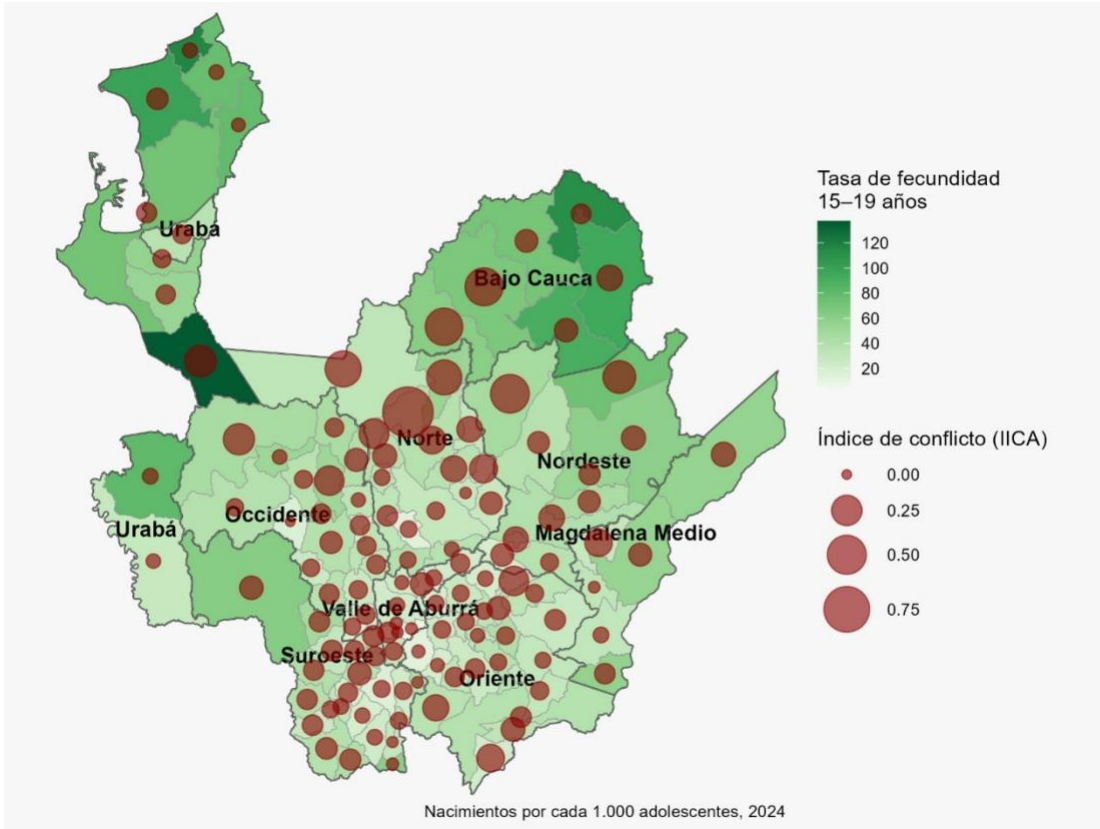 Urabá
Bajo Cauca
Norte
Nordeste
Occidente
Urabá
Magdalena Medio
Valle de Aburrá
Suroeste
Oriente
Tasa de fecundidad
15–19 años
120
100
80
60
40
20
Índice de conflicto (IICA)
0.00
0.25
0.50
0.75
Nacimientos por cada 1.000 adolescentes, 2024